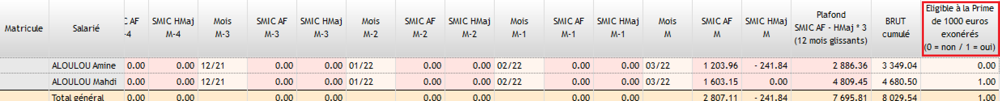 Matricule Salarié C AF -4 SMIC HMaj M-4 Mois M-3 SMIC AF M-3 SMIC HMaj M-3 Mois M-2 SMIC AF M-2 SMIC HMaj M-2 Mois M-1 SMIC AF M-1 SMIC HMaj M-1 Mois M SMIC AF M SMIC HMaj M Plafond SMIC AF - HMaj * 3 (12 mois glissants) BRUT cumulé Eligible à la Prime de 1000 euros exonérés (0 = non / 1 = oui)
ALOULOU Amine 0.00 0.00 12/21 0.00 0.00 01/22 0.00 0.00 02/22 0.00 0.00 03/22 1 203.96 - 241.84 2 886.36 3 349.04 0.00
ALOULOU Mahdi 0.00 0.00 12/21 0.00 0.00 01/22 0.00 0.00 02/22 0.00 0.00 03/22 1 603.15 0.00 4 809.45 4 680.50 1.00
Total général 0.00 0.00 0.00 0.00 0.00 0.00 0.00 0.00 2 807.11 - 241.84 7 695.81 8 029.54 1.00